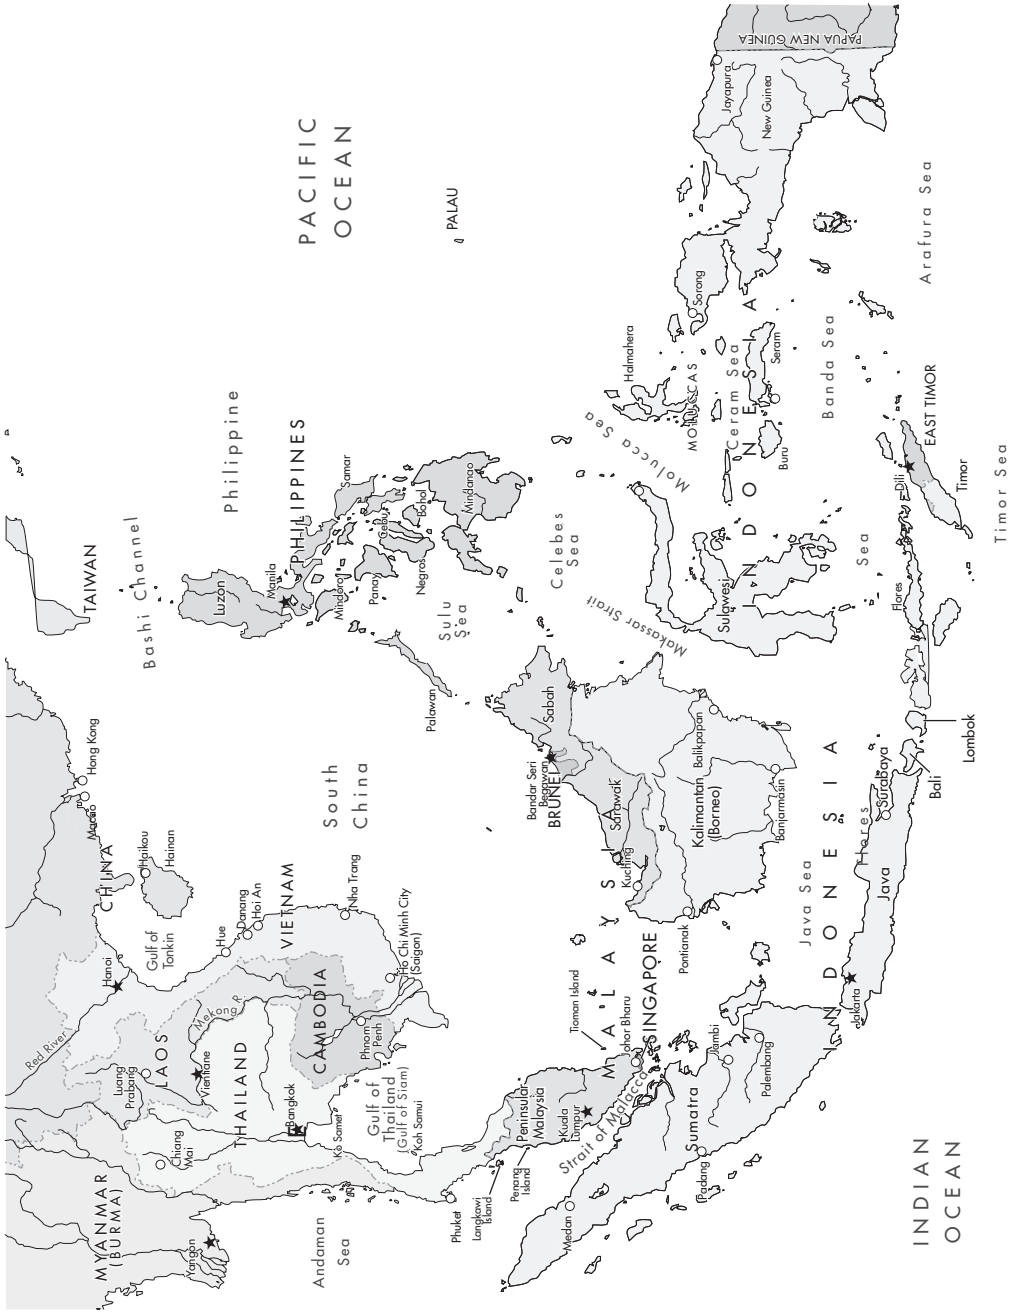 TAIWAN
Bashi Channel
Philippine
PACIFIC
OCEAN
PALAU
Hong Kong
Macao
CHINA
Haikou
Hainan
Gulf of
Tonkin
Hanoi
Red River
LAOS
Luang
Prabang
Vientiane
Mekong R.
Hue
Danang
Hoi An
VIETNAM
Nha Trang
Ho Chi Minh City
(Saigon)
CAMBODIA
Phnom
Penh
THAILAND
Bangkok
Ko Samet
Gulf of
Thailand
(Gulf of Siam)
Koh Samui
Chiang
Mai
MYANMAR
(BURMA)
Yangon
Andaman
Sea
Phuket
Langkawi
Island
Penang
Island
Peninsular
Malaysia
Kuala
Lumpur
Strait of Malacca
Tioman Island
Johor Bharu
SINGAPORE
MALAYSIA
South
China
PHILIPPINES
Luzon
Manila
Mindoro
Samar
Panay
Cebu
Bohol
Negros
Mindanao
Palawan
Sulu
Sea
Celebes
Sea
Bandar Seri
Begawan
BRUNEI
Sabah
Sarawak
Kuching
Pontianak
Kalimantan
(Borneo)
Balikpapan
Banjarmasin
Makassar Strait
Sulawesi
Molucca Sea
Halmahera
MOLUCCAS
Ceram Sea
Seram
Buru
Sorong
Jayapura
New Guinea
PAPUA NEW GUINEA
INDONESIA
Banda Sea
Arafura Sea
EAST TIMOR
Dili
Timor
Timor Sea
Flores
Sea
Flores
Lombok
Bali
Surabaya
Java
Java Sea
Jakarta
INDONESIA
Medan
Padang
Sumatra
Jambi
Palembang
INDIAN
OCEAN